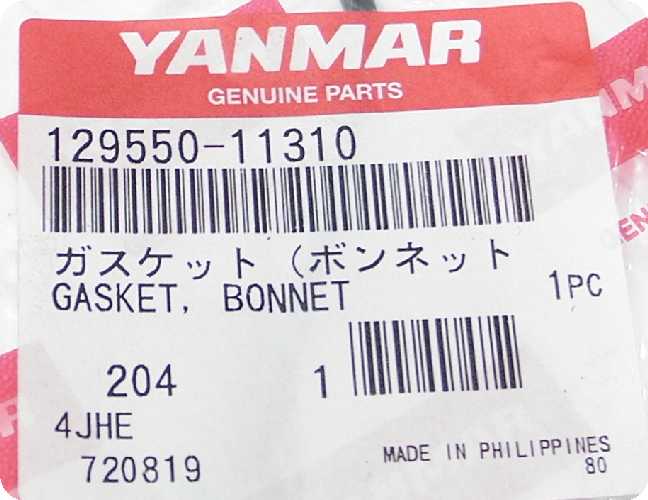 YANMAR
GENUINE PARTS
129550-11310
ガスケット (ボンネット
GASKET, BONNET
1PC
204 1
4JHE
720819
MADE IN PHILIPPINES
80